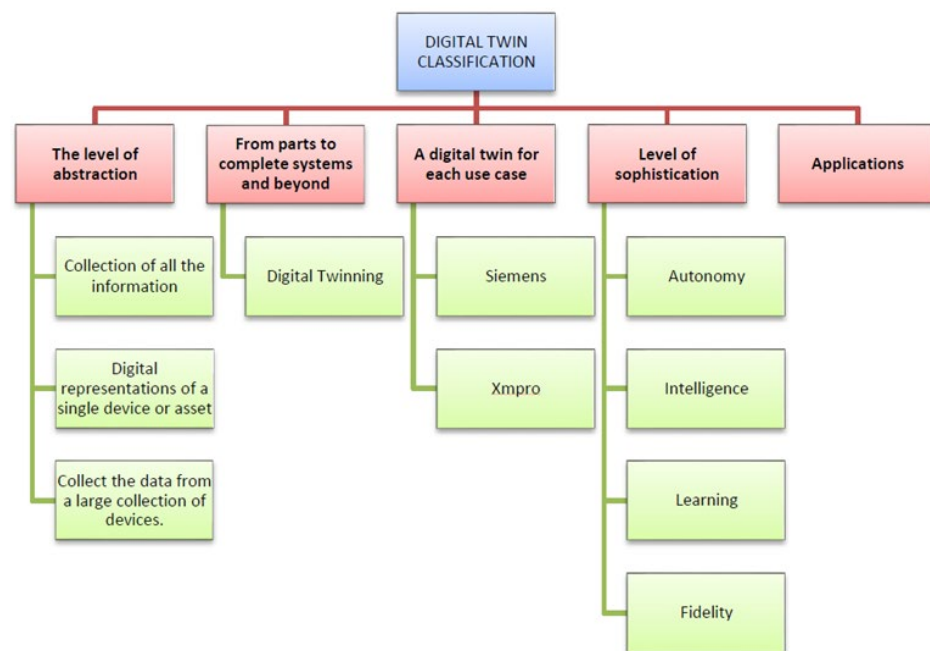 DIGITAL TWIN
CLASSIFICATION
The level of
abstraction
From parts to
complete systems
and beyond
A digital twin for
each use case
Level of
sophistication
Applications
Collection of all the
information
Digital
representations of a
single device or asset
Collect the data from
a large collection of
devices.
Digital Twinning
Siemens
Xmpro
Autonomy
Intelligence
Learning
Fidelity